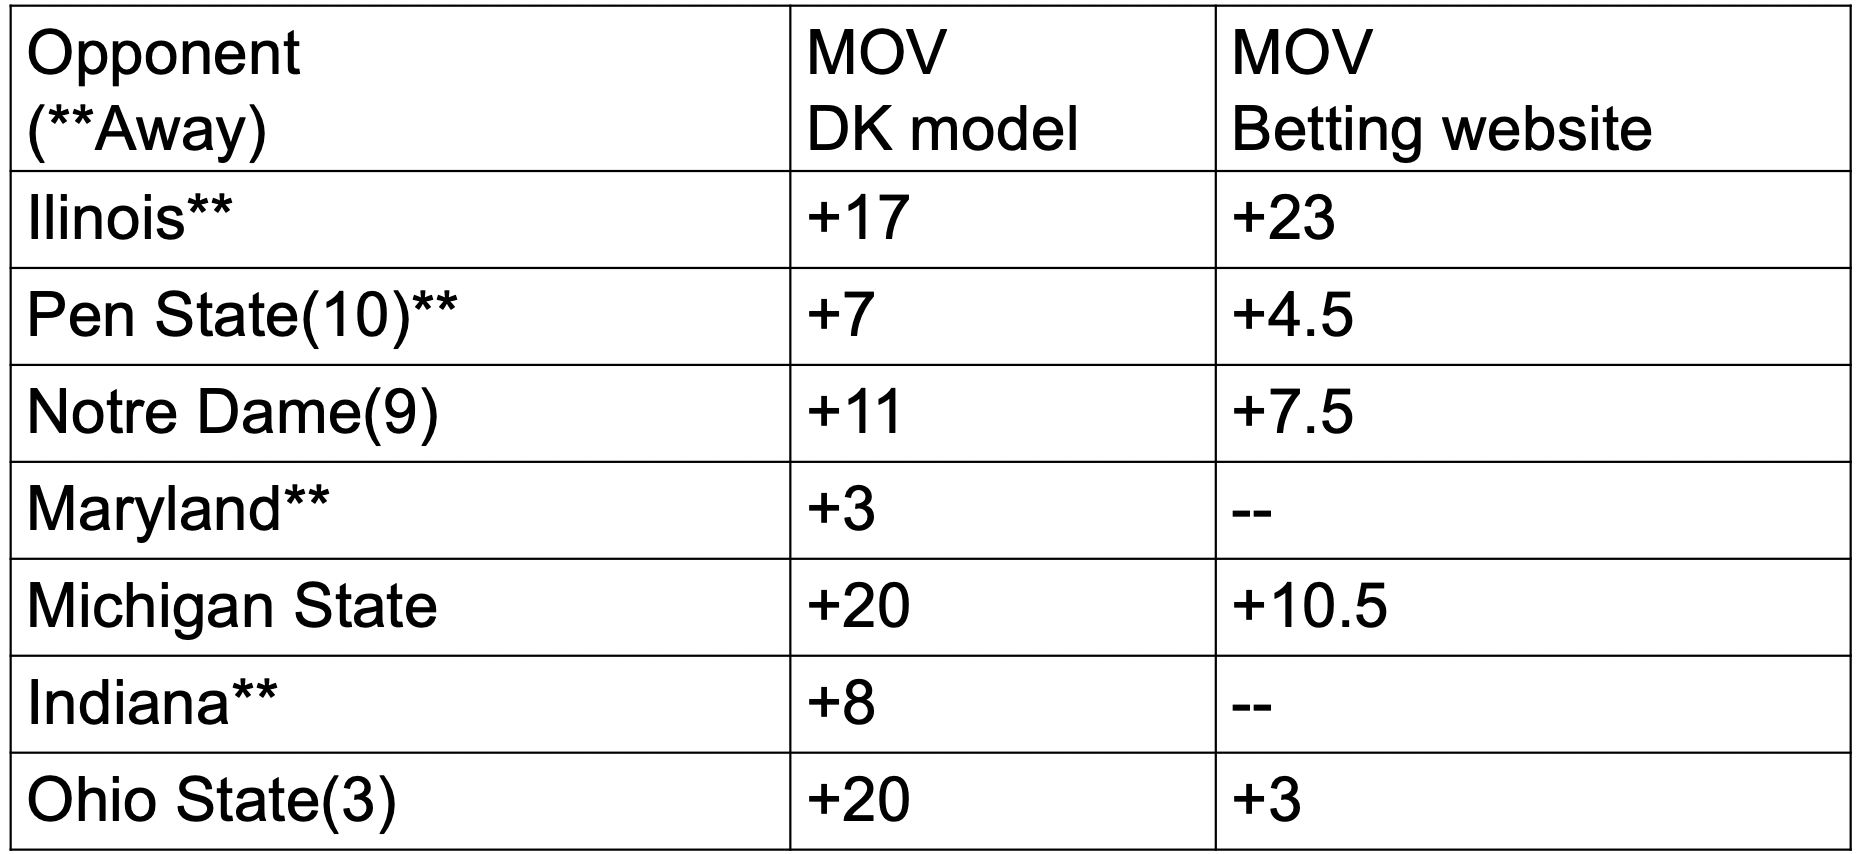 Opponent
(**Away)
MOV
DK model
MOV
Betting website
Ilinois**
+17
+23
Pen State(10)**
+7
+4.5
Notre Dame(9)
+11
+7.5
Maryland**
+3
--
Michigan State
+20
+10.5
Indiana**
+8
--
Ohio State(3)
+20
+3